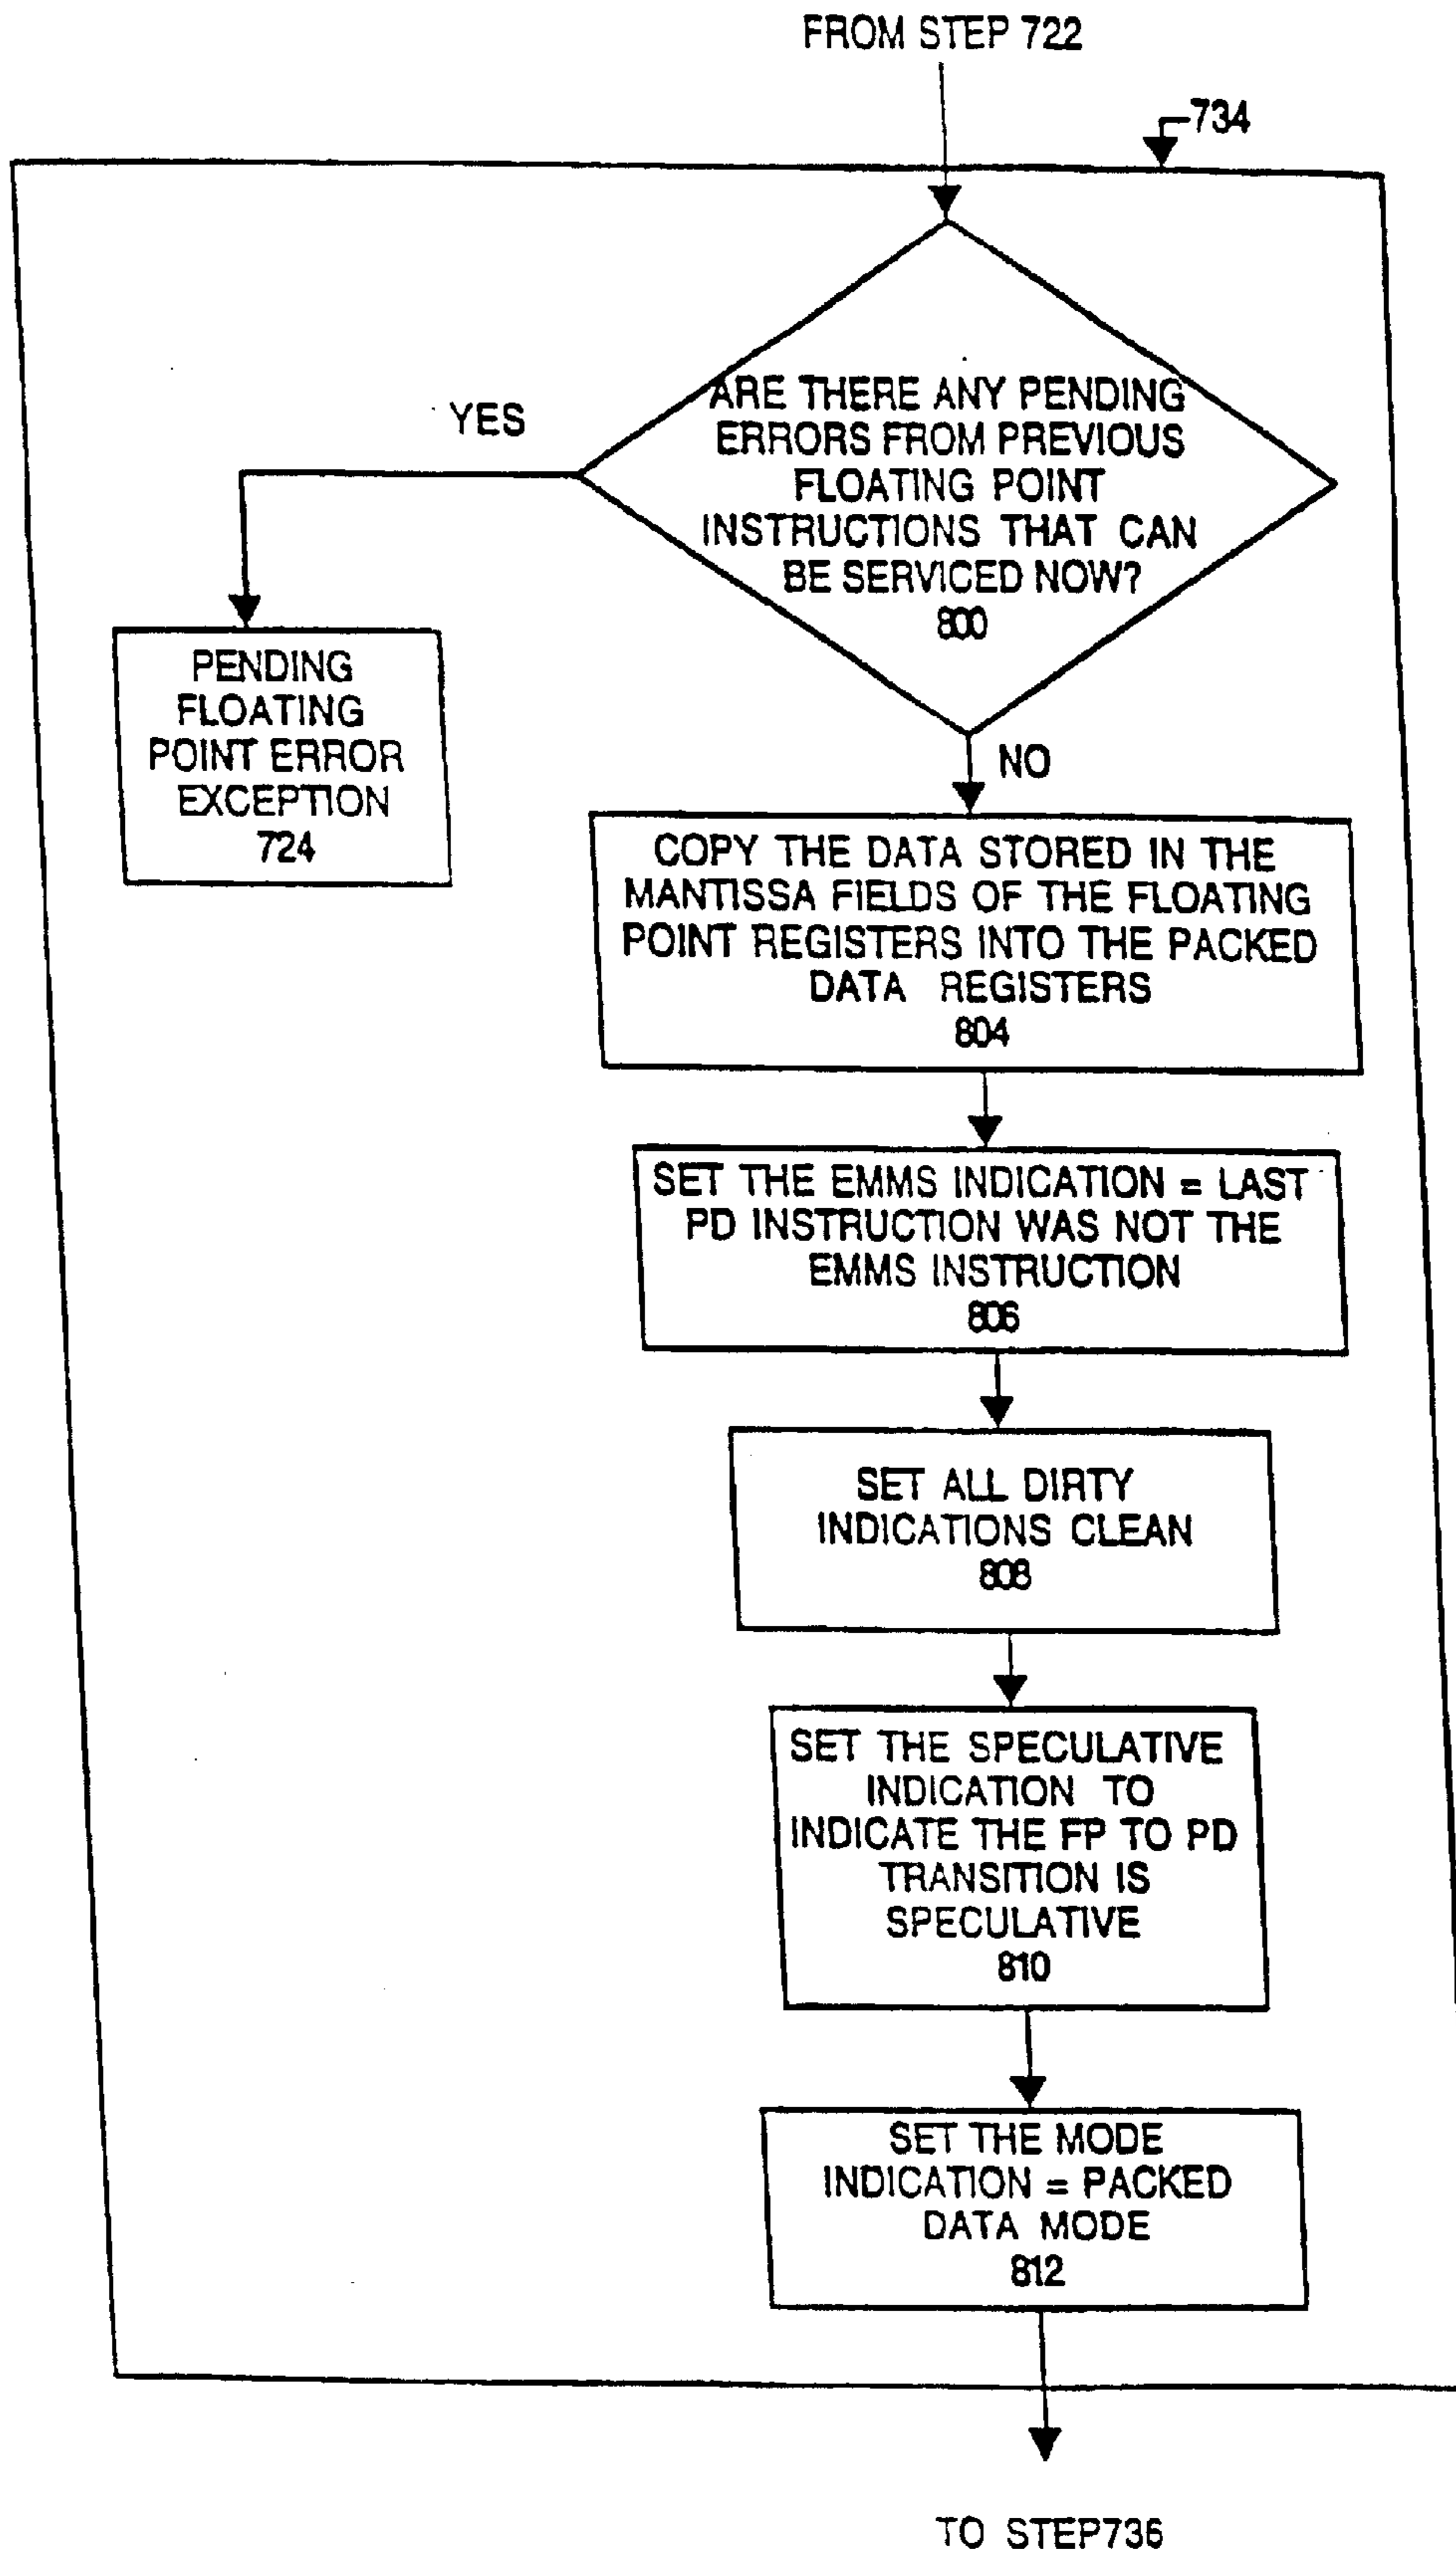 FROM STEP 722
734
ARE THERE ANY PENDING
ERRORS FROM PREVIOUS
FLOATING POINT
INSTRUCTIONS THAT CAN
BE SERVICED NOW?
800
YES
PENDING
FLOATING
POINT ERROR
EXCEPTION
724
NO
COPY THE DATA STORED IN THE
MANTISSA FIELDS OF THE FLOATING
POINT REGISTERS INTO THE PACKED
DATA REGISTERS
804
SET THE EMMS INDICATION = LAST
PD INSTRUCTION WAS NOT THE
EMMS INSTRUCTION
806
SET ALL DIRTY
INDICATIONS CLEAN
808
SET THE SPECULATIVE
INDICATION TO
INDICATE THE FP TO PD
TRANSITION IS
SPECULATIVE
810
SET THE MODE
INDICATION = PACKED
DATA MODE
812
TO STEP736